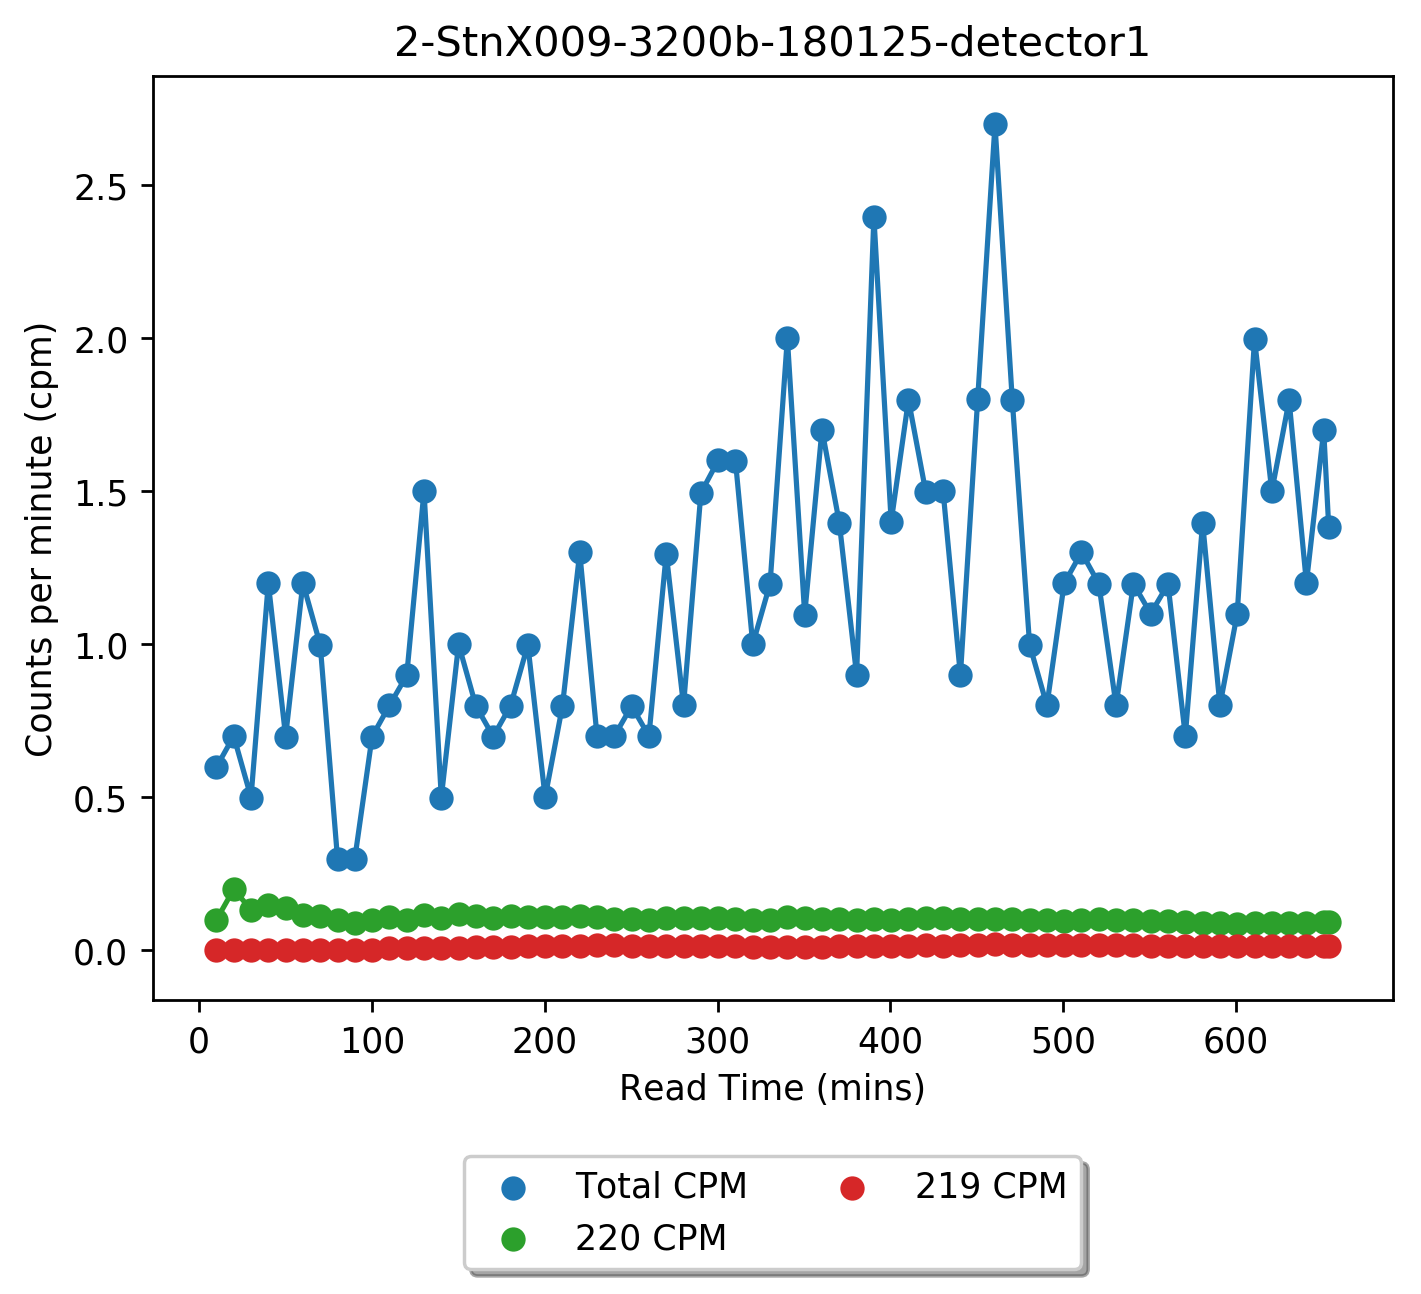 2-StnX009-3200b-180125-detector1
Counts per minute (cpm)
2.5
2.0
1.5
1.0
0.5
0.0
0 100 200 300 400 500 600
Read Time (mins)
Total CPM 219 CPM
220 CPM